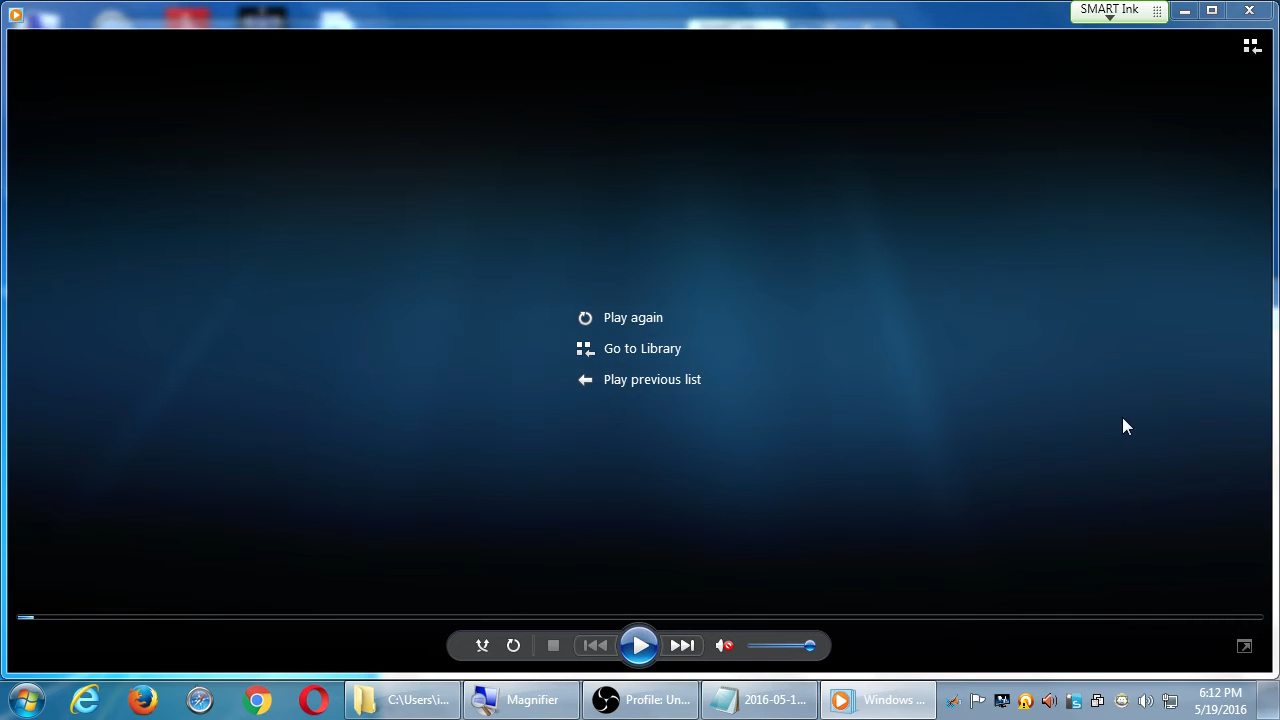 SMART Ink
Play again
Go to Library
Play previous list
C:\Users\i...
Magnifier
Profile: Un...
2016-05-1...
Windows ...
6:12 PM
5/19/2016